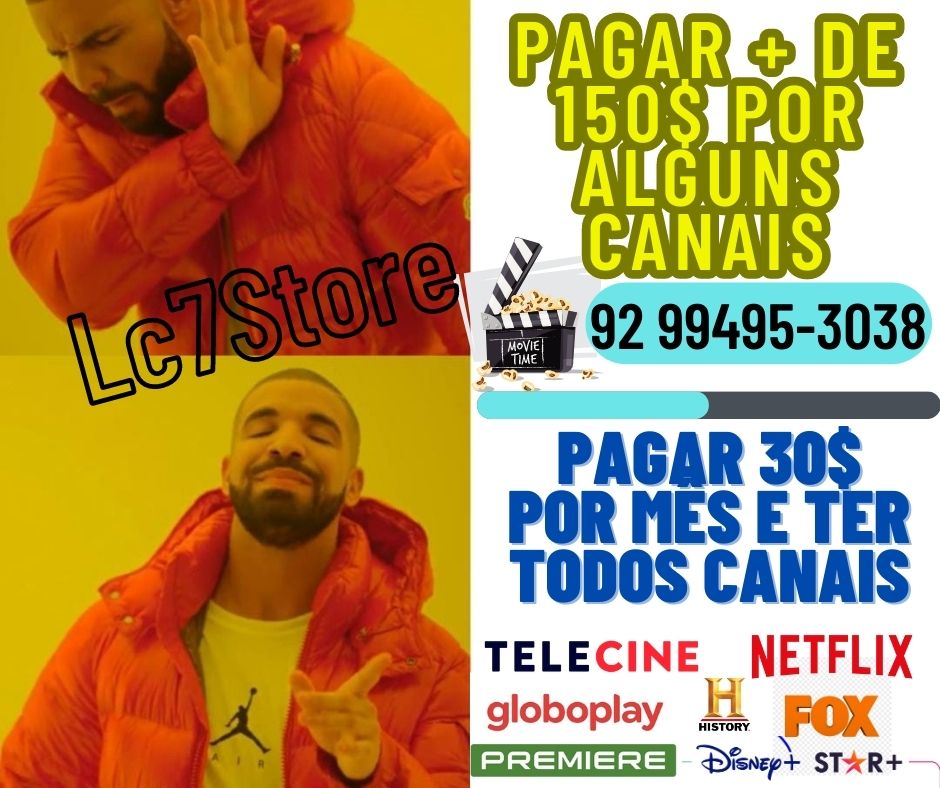 PAGAR + DE
150$ POR
ALGUNS
CANAIS
Lc7Store
MOVIE
TIME
92 99495-3038
PAGAR 30$
POR MÊS E TER
TODOS CANAIS
AIR
TELECINE
NETFLIX
globoplay
H
HISTORY
FOX
PREMIERE
Disney+
ST★R+